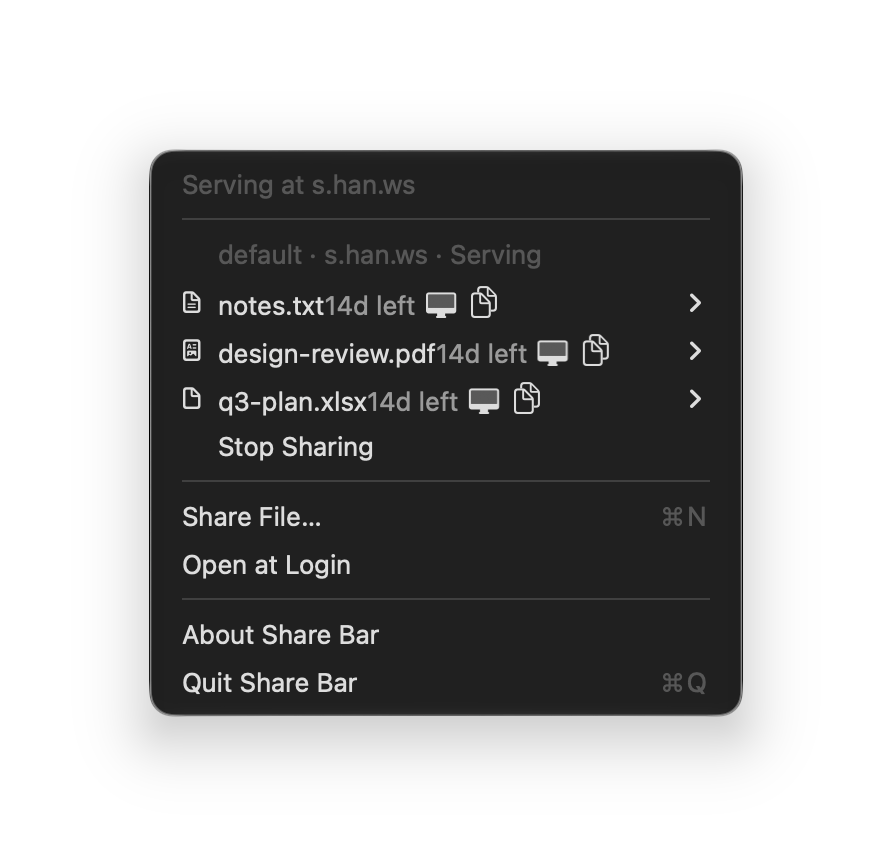 Serving at s.han.ws
default · s.han.ws · Serving
notes.txt14d left
design-review.pdf14d left
q3-plan.xlsx14d left
Stop Sharing
Share File...
⌘N
Open at Login
About Share Bar
Quit Share Bar
⌘Q